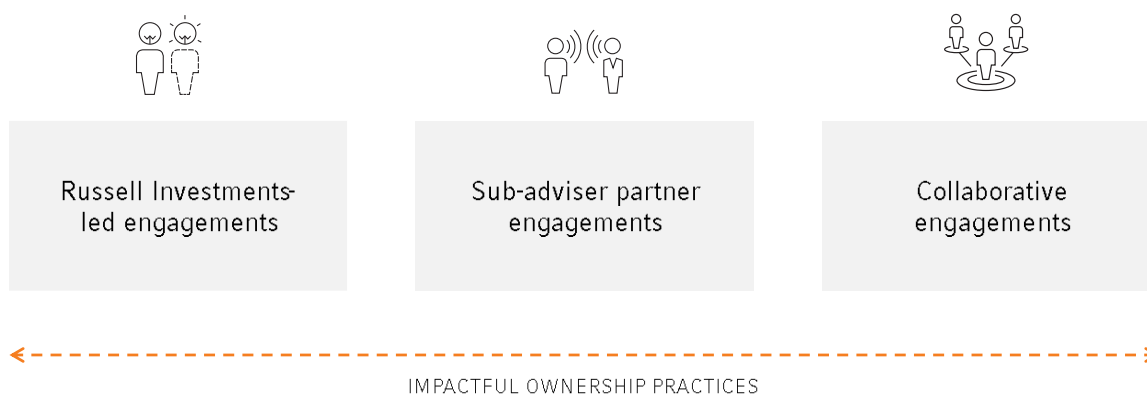 Russell Investments-
led engagements
Sub-adviser partner
engagements
Collaborative
engagements
IMPACTFUL OWNERSHIP PRACTICES